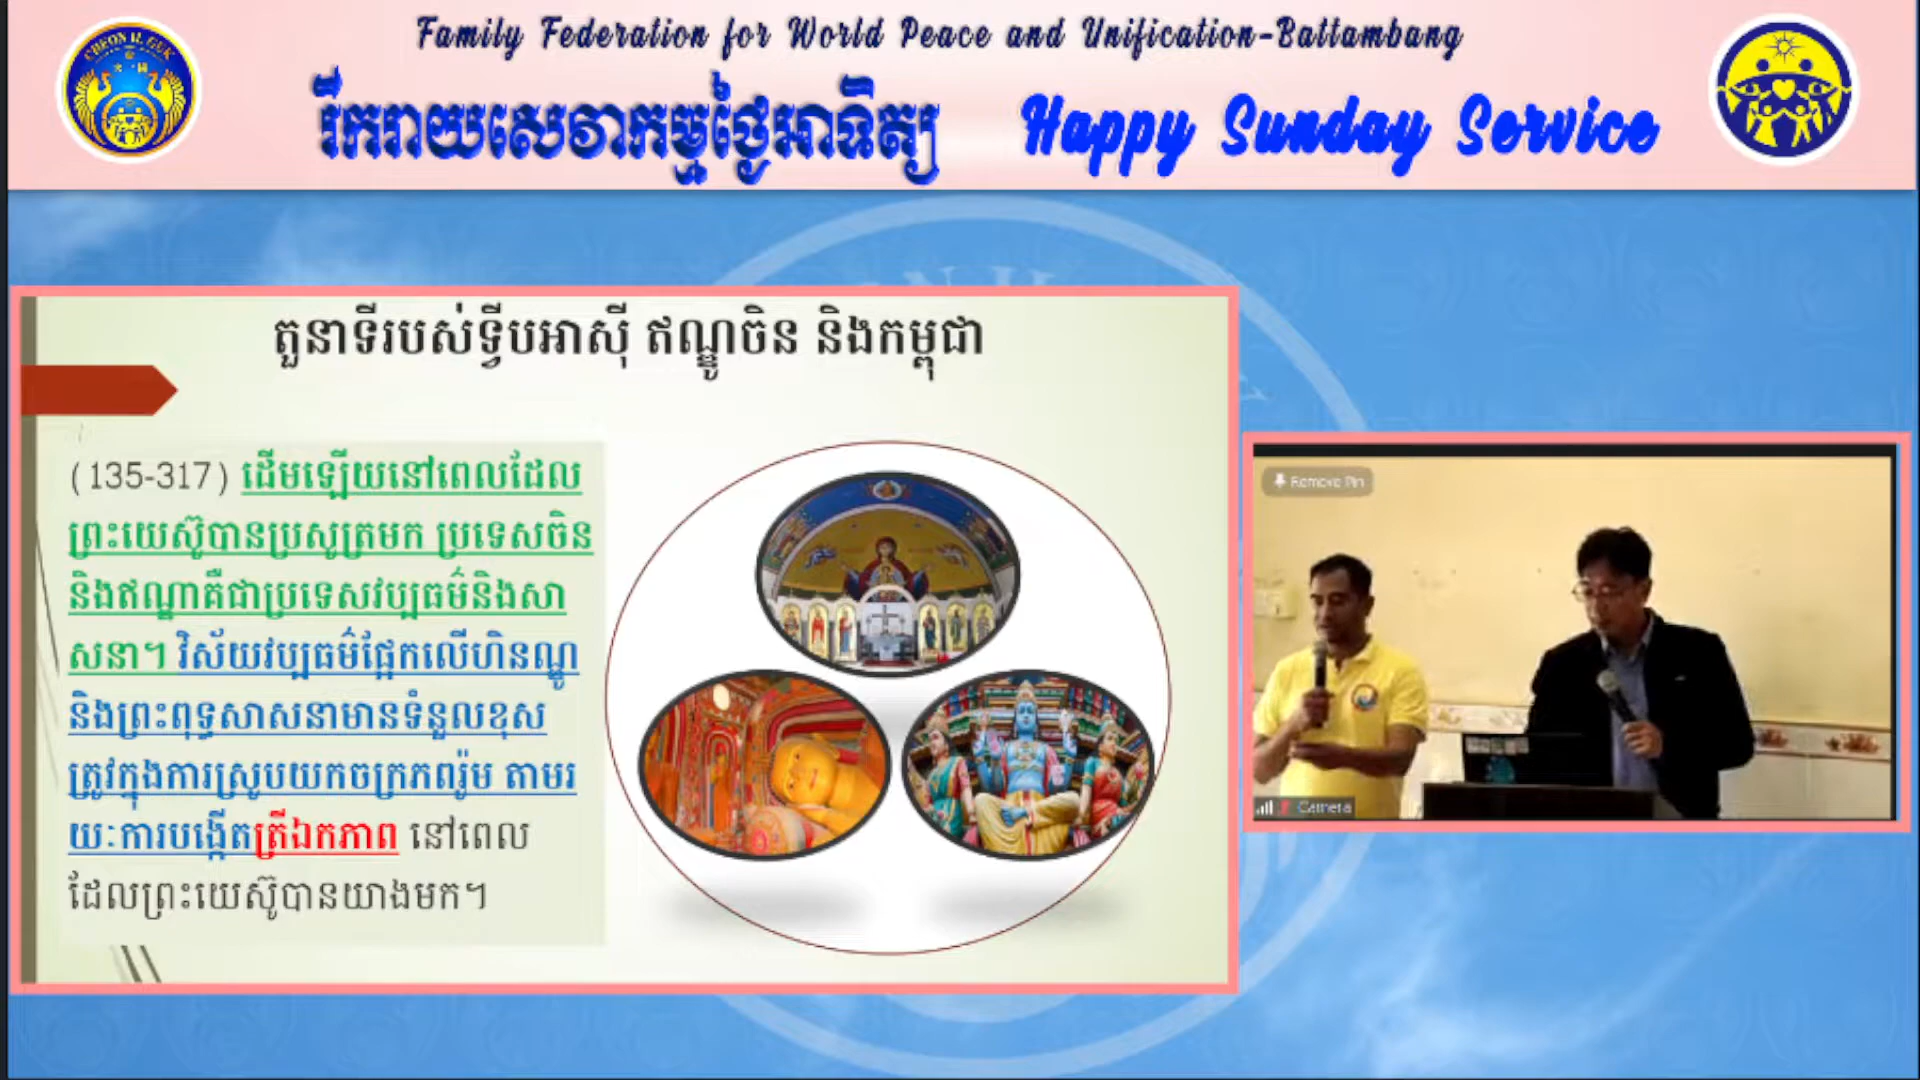 Family Federation for World Peace and Unification-Battambang
រីករាយសេវាកម្មថ្ងៃអាទិត្យ Happy Sunday Service
CHEON IL GUK
តួនាទីរបស់ទ្វីបអាស៊ី ឥណ្ឌូចិន និងកម្ពុជា
(135-317) ដើមឡើយនៅពេលដែល
ព្រះយេស៊ូបានប្រសូត្រមក ប្រទេសចិន
និងឥណ្ឌាគឺជាប្រទេសវប្បធម៌និងសា
សនា។ វិស័យវប្បធម៌ផ្អែកលើហិនណ្ឌូ
និងព្រះពុទ្ធសាសនាមានទំនួលខុស
ត្រូវក្នុងការស្រូបយកចក្រភពរ៉ូម តាមរ
យៈការបង្កើតត្រីឯកភាព នៅពេល
ដែលព្រះយេស៊ូបានយាងមក។
Remove Pin
Camera